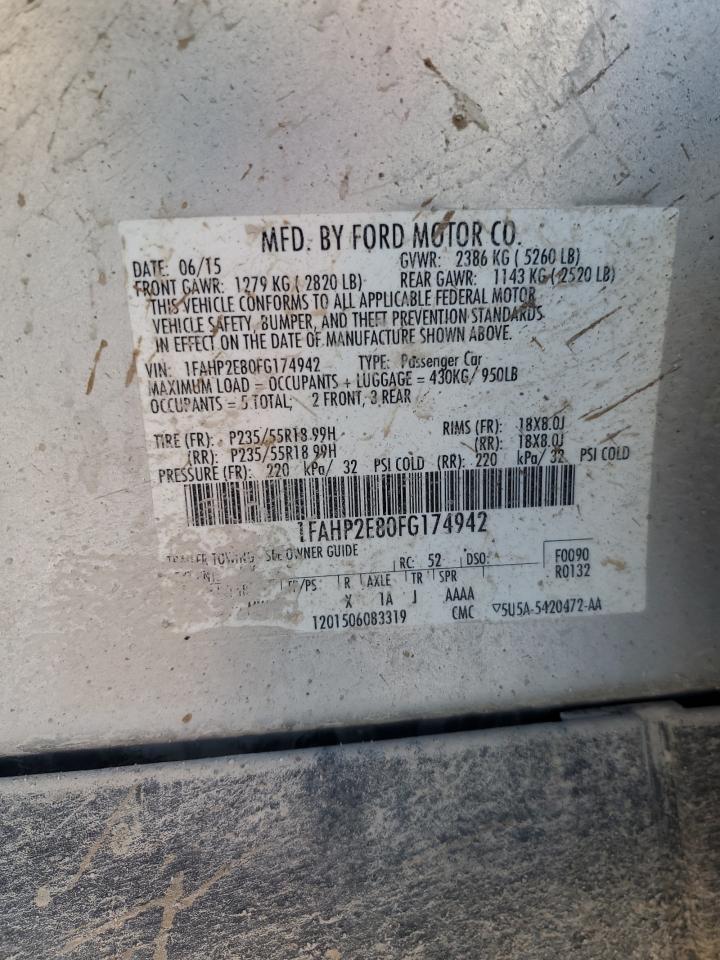 MFD. BY FORD MOTOR CO.
DATE: 06/15 GVWR: 2386 KG ( 5260 LB)
FRONT GAWR: 1279 KG ( 2820 LB) REAR GAWR: 1143 KG ( 2520 LB)
THIS VEHICLE CONFORMS TO ALL APPLICABLE FEDERAL MOTOR
VEHICLE SAFETY, BUMPER, AND THEFT PREVENTION STANDARDS
IN EFFECT ON THE DATE OF MANUFACTURE SHOWN ABOVE.
VIN: 1FAHP2E80FG174942 TYPE: Passenger Car
MAXIMUM LOAD = OCCUPANTS + LUGGAGE = 430KG/ 950LB
OCCUPANTS = 5 TOTAL; 2 FRONT, 3 REAR
TIRE (FR): P235/55R18 99H RIMS (FR): 18X8.0J
(RR): P235/55R18 99H (RR): 18X8.0J
PRESSURE (FR): 220 kPa/ 32 PSI COLD (RR): 220 kPa/ 32 PSI COLD
1FAHP2E80FG174942
TRAILER TOWING - SEE OWNER GUIDE
RC: 52 DSO: F0090
R AXLE TR SPR R0132
X 1A J AAAA
1201506083319 CMC ▽5U5A-5420472-AA